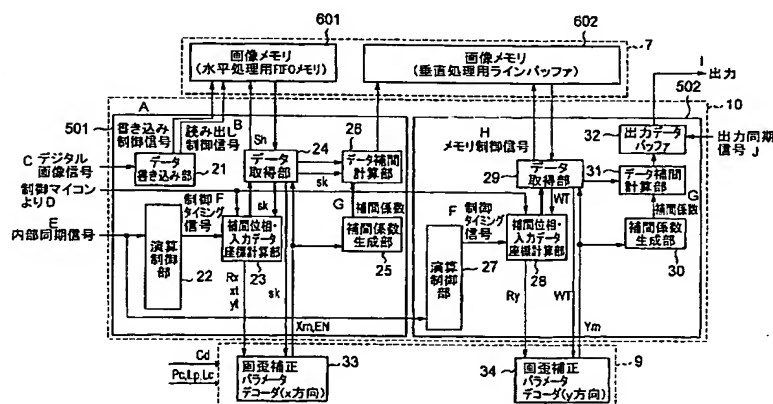 601
602
画像メモリ
(水平処理用FIFOメモリ)
画像メモリ
(垂直処理用ラインバッファ)
7
I
出力
502
10
A
501
書き込み
制御信号
B
読み出し
制御信号
Sh
24
26
H
メモリ制御信号
32
出力データ
バッファ
出力同期
信号 J
C デジタル
画像信号
データ
書き込み部
21
データ
取得部
sk
データ補間
計算部
データ
取得部
29
31
データ補間
計算部
制御マイコン
よりD
E
内部同期信号
制御 F
タイミング
信号
sk
G
補間係数
F
制御
タイミング
信号
WT
G
補間係数
演算
制御部
22
補間位相・
入力データ
座標計算部
23
補間係数
生成部
25
演算
制御部
27
補間位相・
入力データ
座標計算部
28
補間係数
生成部
30
Rx
xt
yt
sk
Xm,EN
Ry
WT
Ym
Cd
Pc,Lp,Lc
33
画歪補正
パラメータ
デコーダ(x方向)
34
画歪補正
パラメータ
デコーダ(y方向)
9